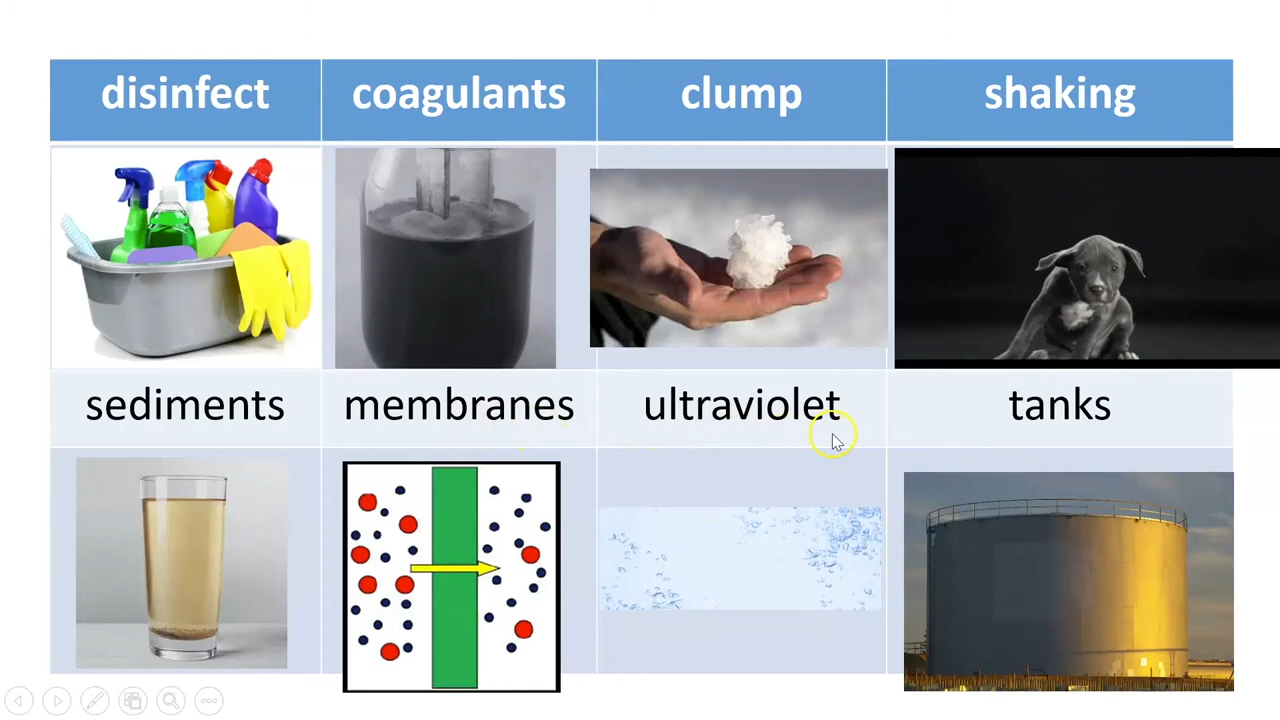 disinfect
coagulants
clump
shaking
sediments
membranes
ultraviolet
tanks